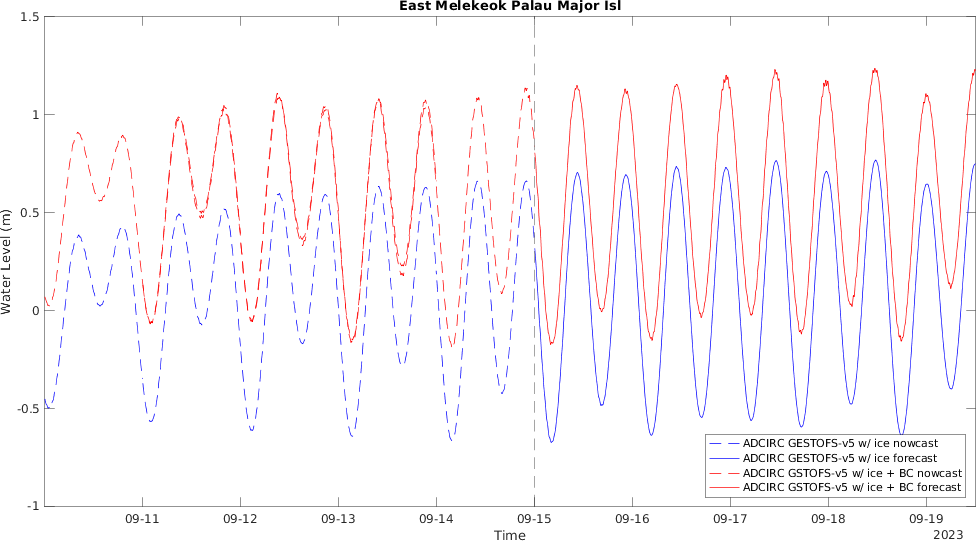 East Melekeok Palau Major Isl
1.5
1
0.5
0
-0.5
-1
Water Level (m)
09-11 09-12 09-13 09-14 09-15 09-16 09-17 09-18 09-19
Time
2023
ADCIRC GESTOFS-v5 w/ ice nowcast
ADCIRC GESTOFS-v5 w/ ice forecast
ADCIRC GSTOFS-v5 w/ ice + BC nowcast
ADCIRC GSTOFS-v5 w/ ice + BC forecast